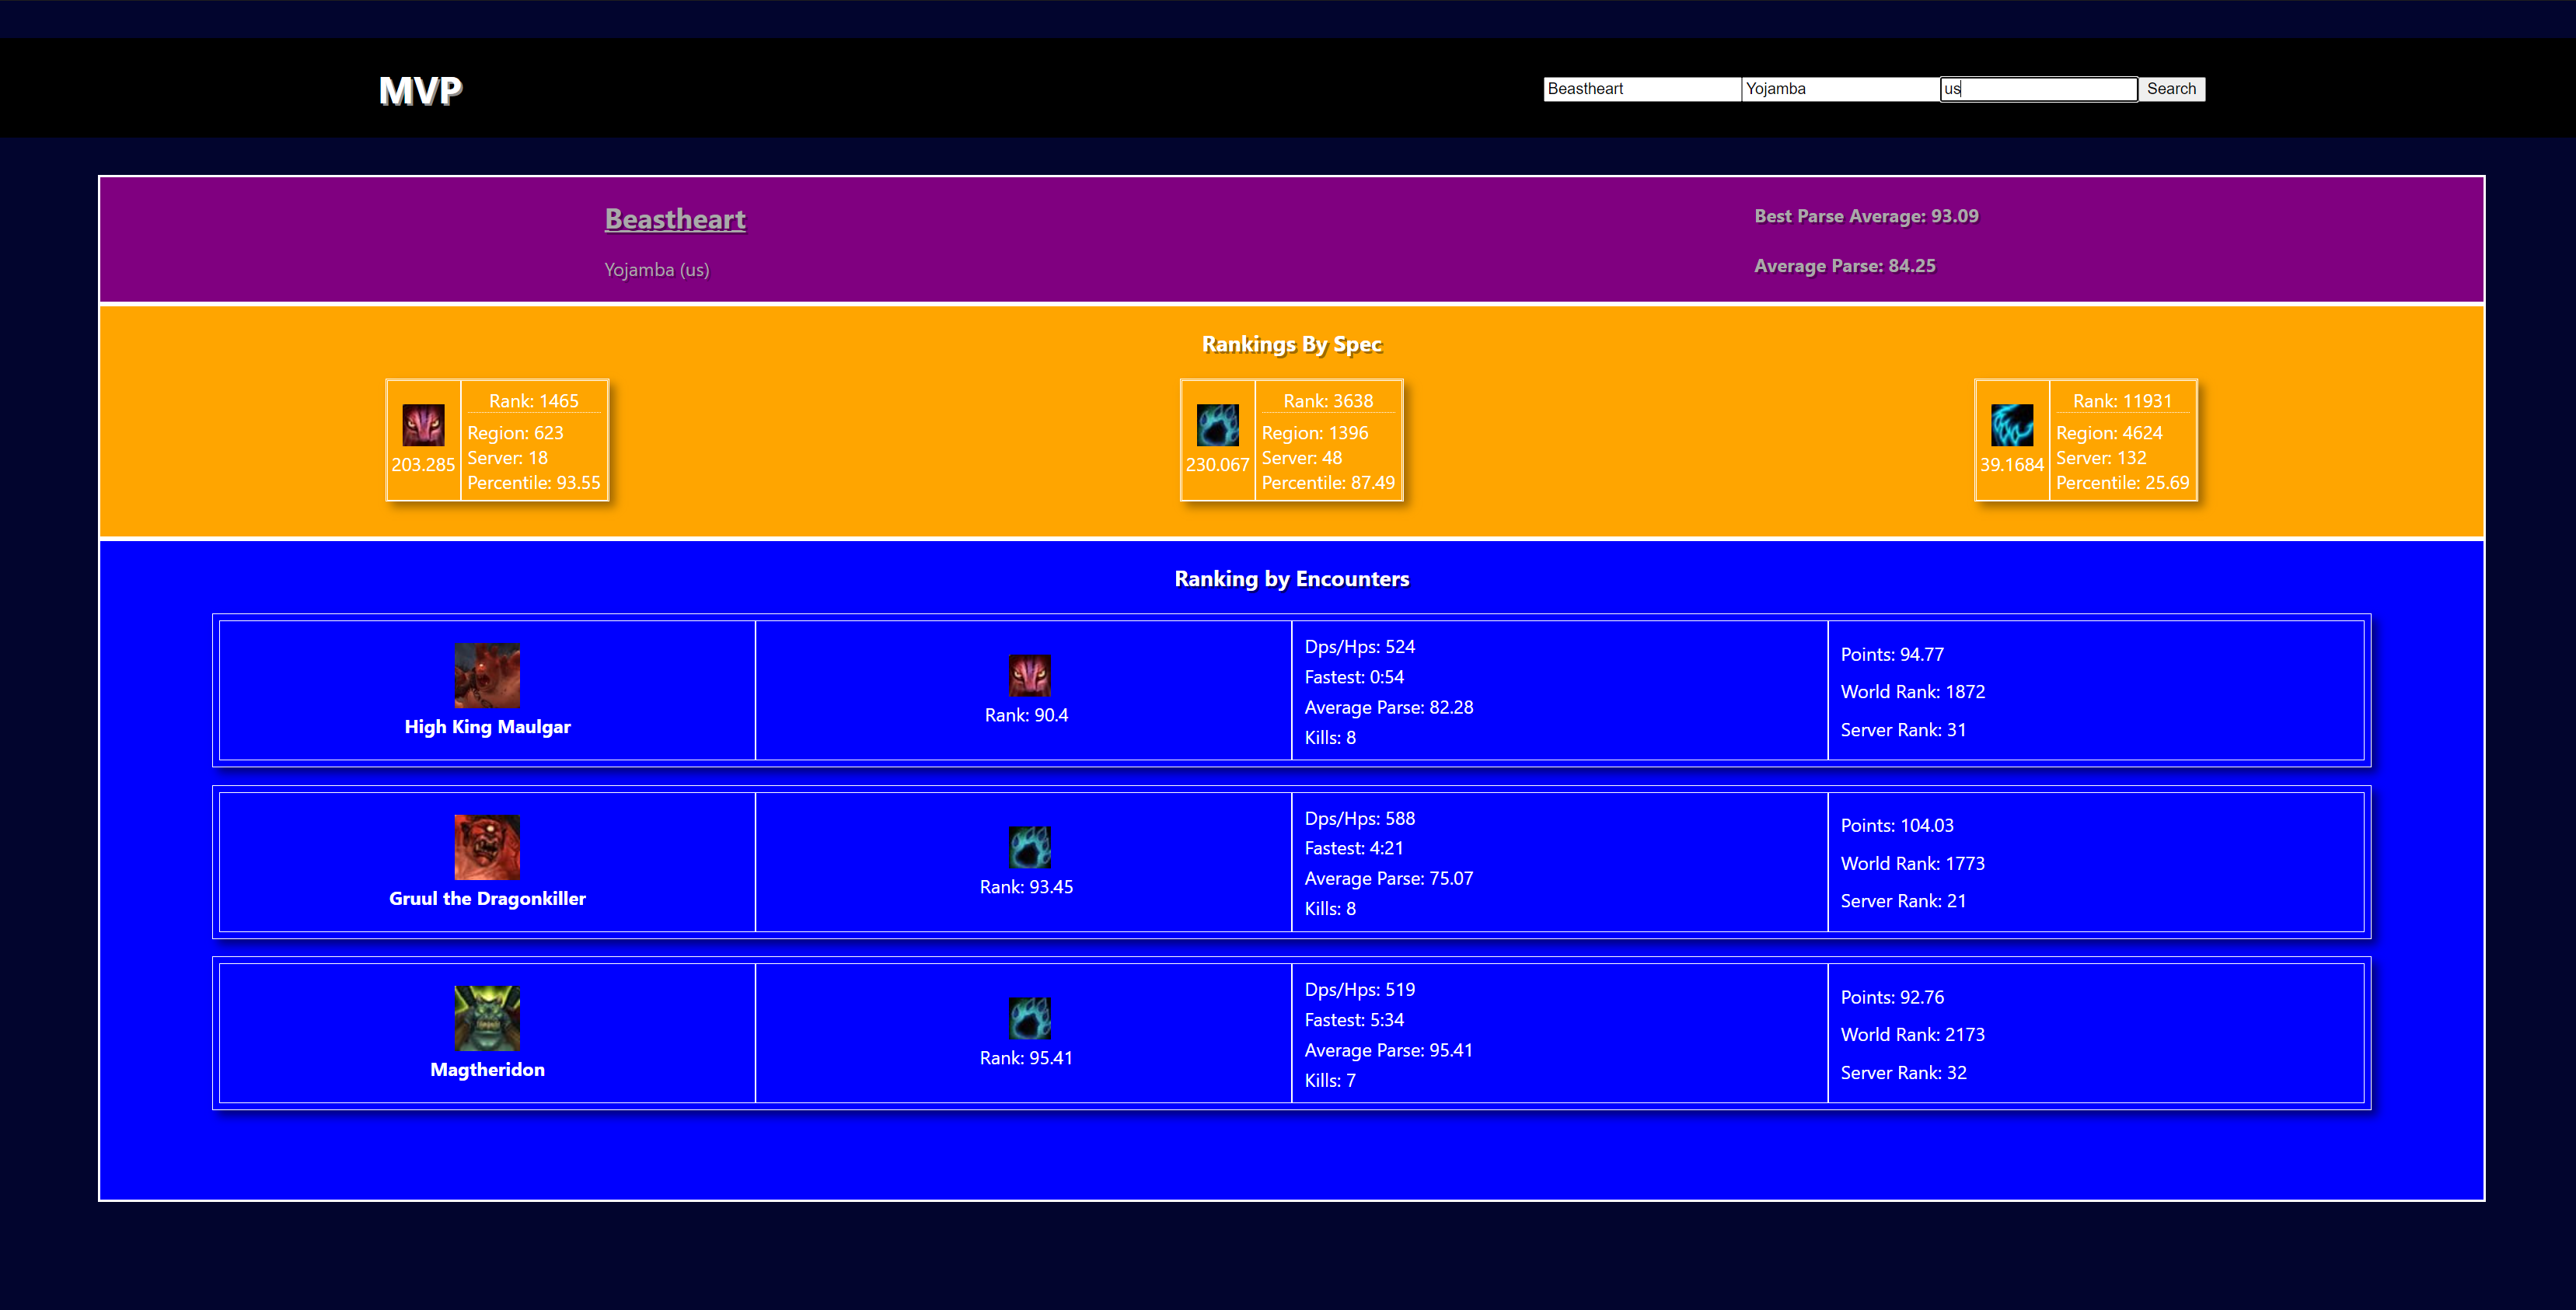 MVP
Beastheart Yojamba us Search
Beastheart
Yojamba (us)
Best Parse Average: 93.09
Average Parse: 84.25
Rankings By Spec
203.285
Rank: 1465
Region: 623
Server: 18
Percentile: 93.55
230.067
Rank: 3638
Region: 1396
Server: 48
Percentile: 87.49
39.1684
Rank: 11931
Region: 4624
Server: 132
Percentile: 25.69
Ranking by Encounters
High King Maulgar
Rank: 90.4
Dps/Hps: 524
Fastest: 0:54
Average Parse: 82.28
Kills: 8
Points: 94.77
World Rank: 1872
Server Rank: 31
Gruul the Dragonkiller
Rank: 93.45
Dps/Hps: 588
Fastest: 4:21
Average Parse: 75.07
Kills: 8
Points: 104.03
World Rank: 1773
Server Rank: 21
Magtheridon
Rank: 95.41
Dps/Hps: 519
Fastest: 5:34
Average Parse: 95.41
Kills: 7
Points: 92.76
World Rank: 2173
Server Rank: 32